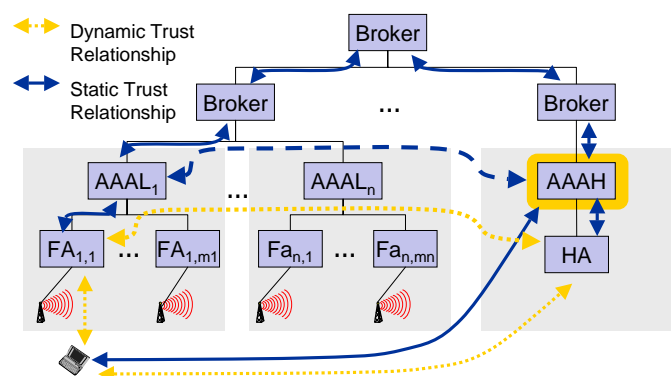 Dynamic Trust
Relationship
Static Trust
Relationship
Broker
Broker
...
Broker
AAAL1
...
AAALn
AAAH
FA1,1
...
FA1,m1
Fan,1
...
Fan,mn
HA